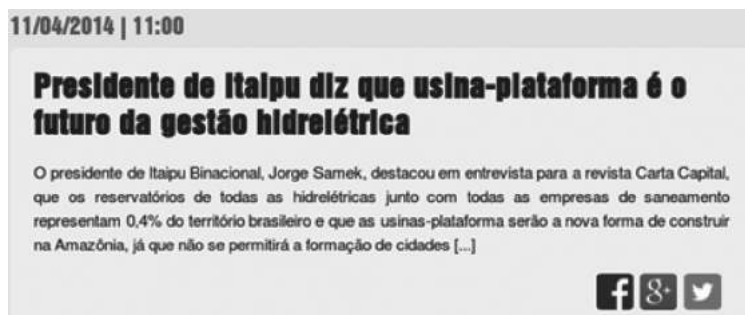 11/04/2014 | 11:00
Presidente de Itaipu diz que usina-plataforma é o
futuro da gestão hidrelétrica
O presidente de Itaipu Binacional, Jorge Samek, destacou em entrevista para a revista Carta Capital,
que os reservatórios de todas as hidrelétricas junto com todas as empresas de saneamento
representam 0,4% do território brasileiro e que as usinas-plataforma serão a nova forma de construir
na Amazônia, já que não se permitirá a formação de cidades [...]
f 8+